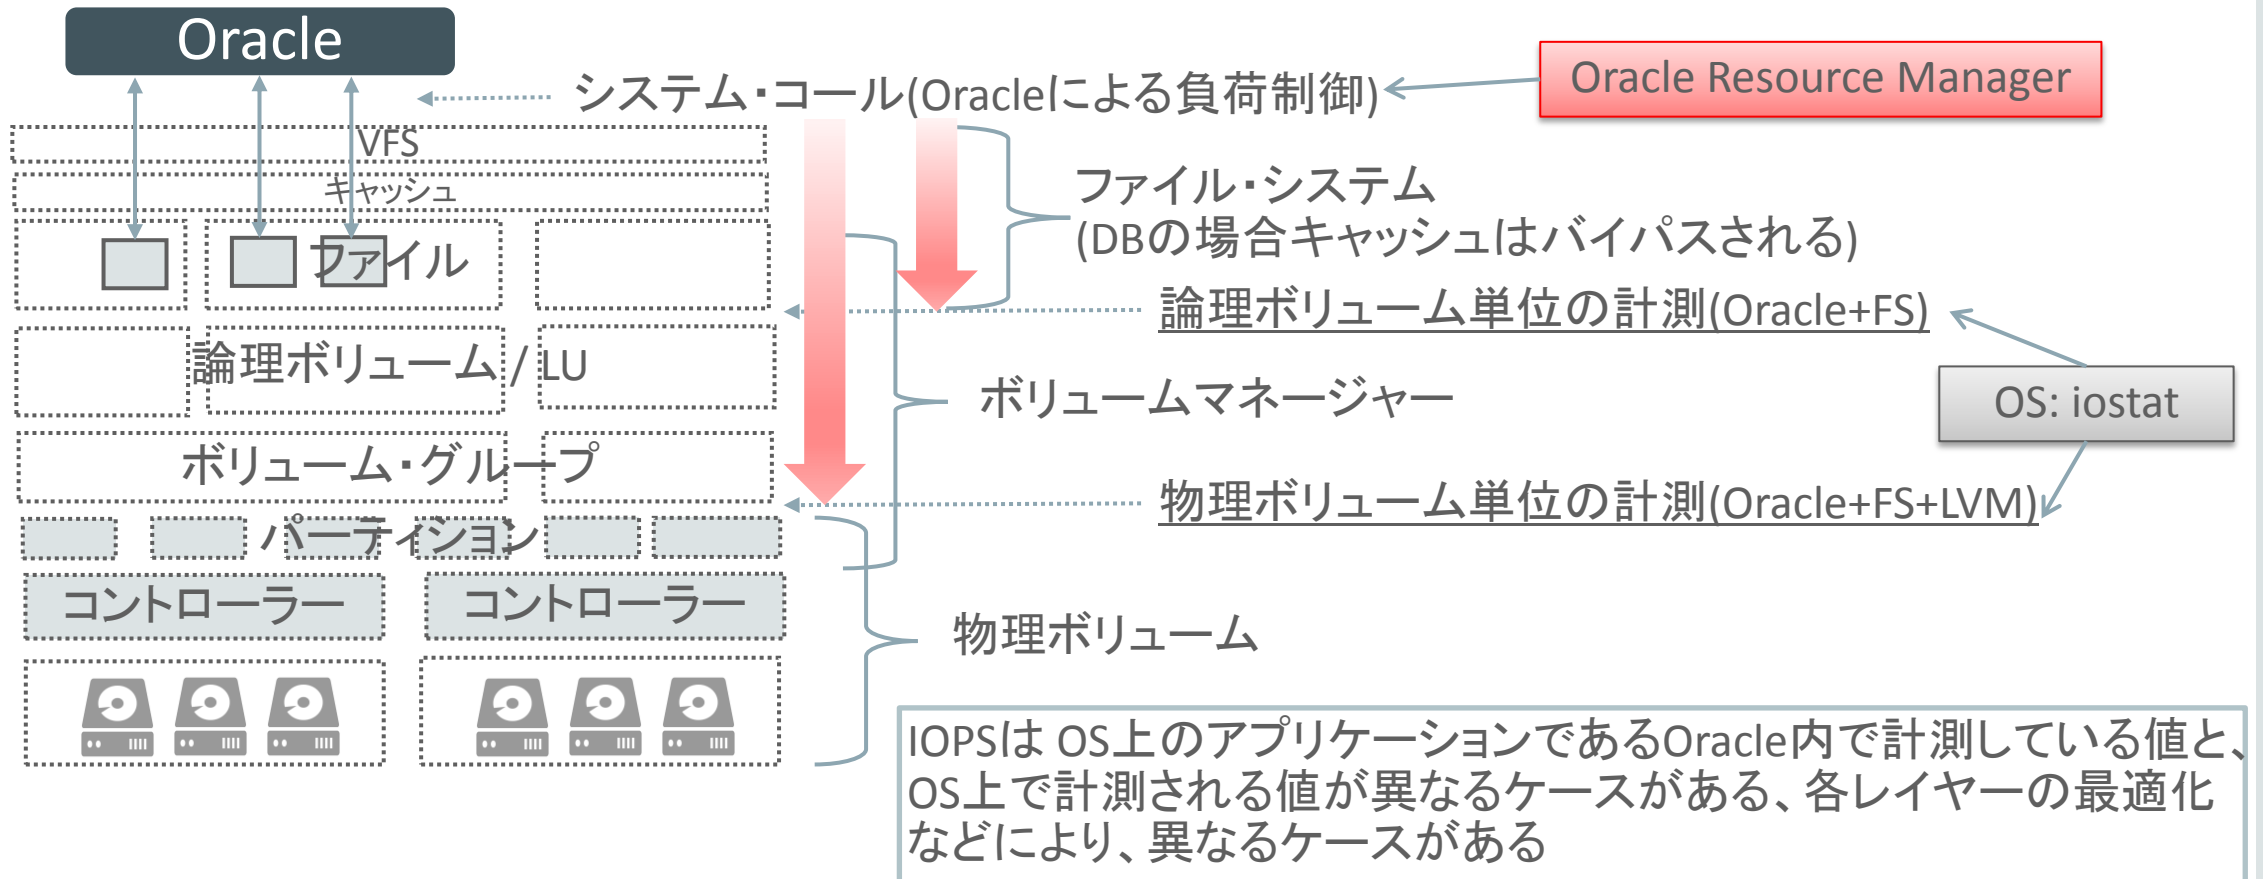 Oracle
システム・コール(Oracleによる負荷制御)
Oracle Resource Manager
VFS
キャッシュ
ファイル・システム
(DBの場合キャッシュはバイパスされる)
ファイル
論理ボリューム単位の計測(Oracle+FS)
論理ボリューム / LU
ボリュームマネージャー
OS: iostat
ボリューム・グループ
物理ボリューム単位の計測(Oracle+FS+LVM)
パーティション
コントローラー
コントローラー
物理ボリューム
IOPSは OS上のアプリケーションであるOracle内で計測している値と、
OS上で計測される値が異なるケースがある、各レイヤーの最適化
などにより、異なるケースがある